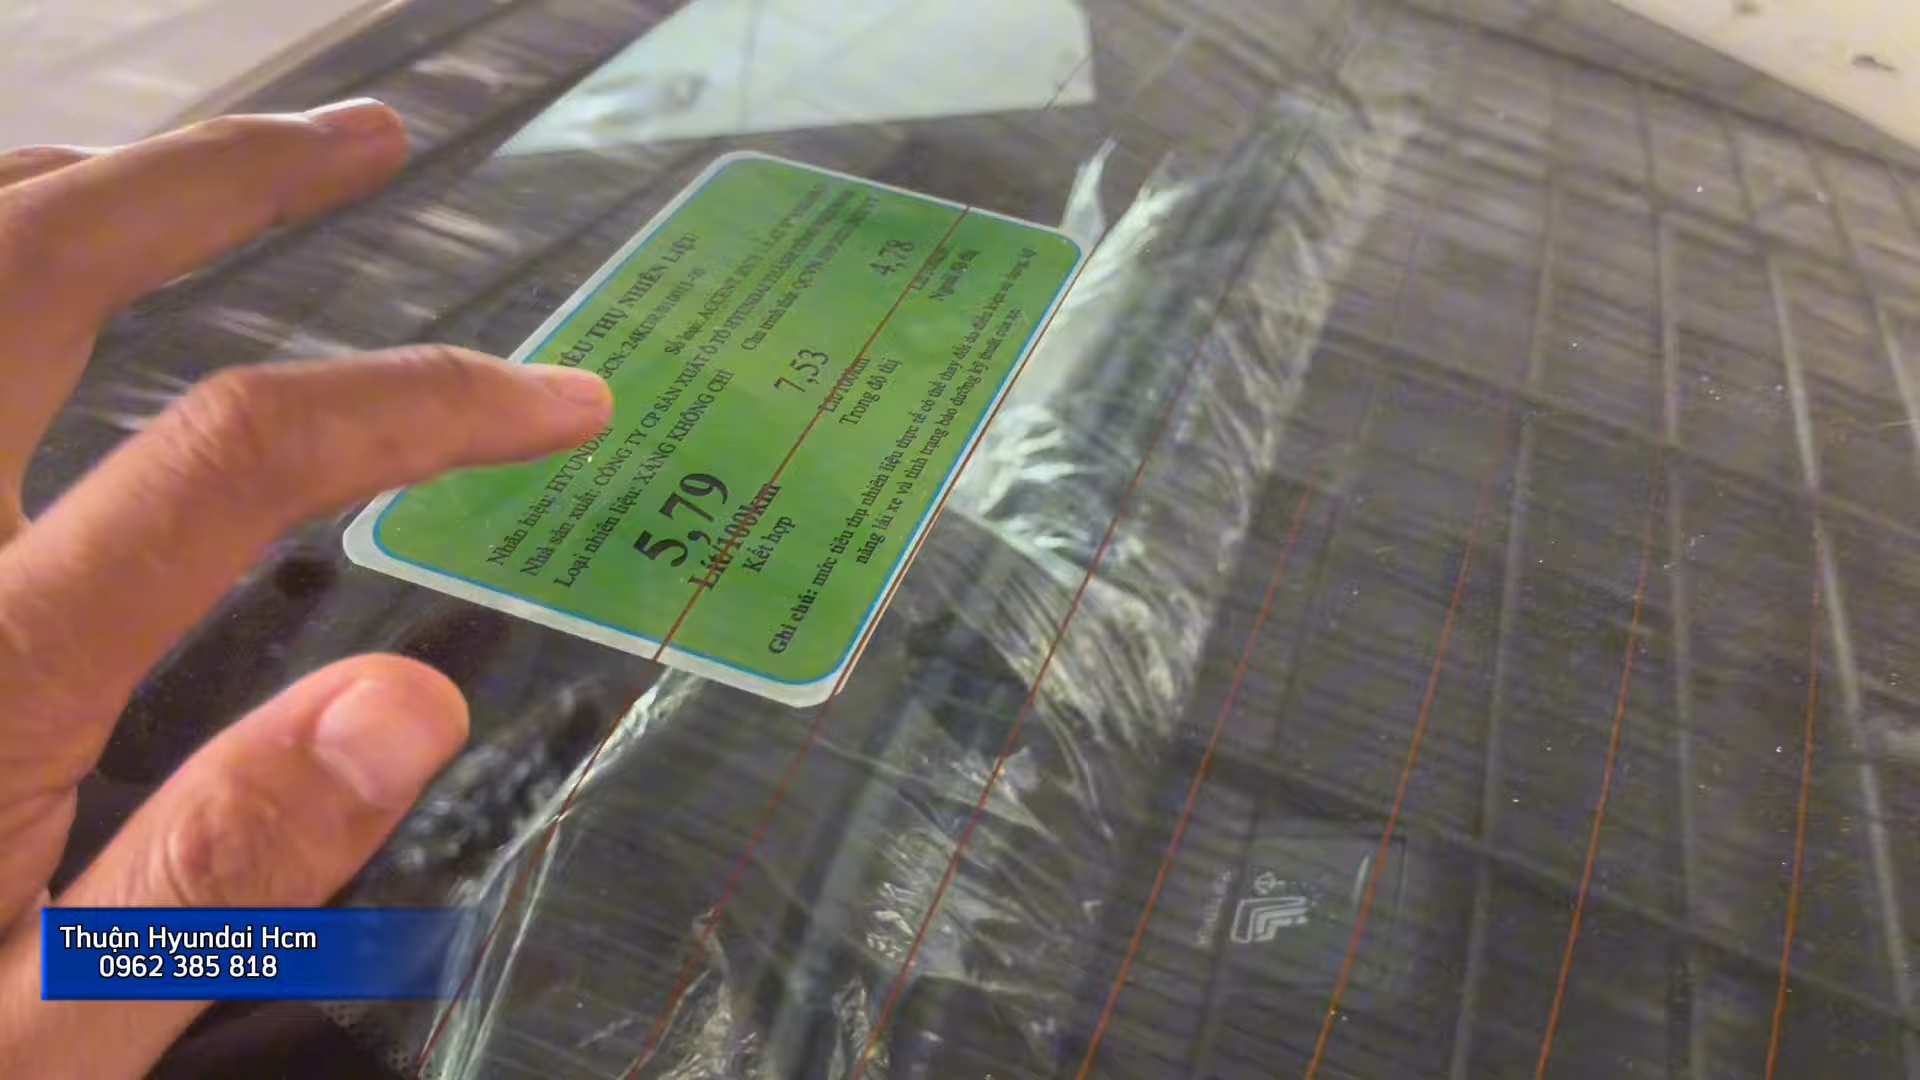 TIÊU THỤ NHIÊN LIỆU
Nhãn hiệu: HYUNDAI
Số loại: ACCENT
Nhà sản xuất: CÔNG TY CP SẢN XUẤT Ô TÔ HYUNDAI
Loại nhiên liệu: XĂNG KHÔNG CHÌ
5,79
7,53
4,78
Lít/100km
Lít/100km
Kết hợp
Trong đô thị
Ngoài đô thị
Ghi chú: mức tiêu thụ nhiên liệu thực tế có thể thay đổi do điều kiện sử dụng, kỹ
năng lái xe và tình trạng bảo dưỡng kỹ thuật của xe.
Thuận Hyundai Hcm
0962 385 818